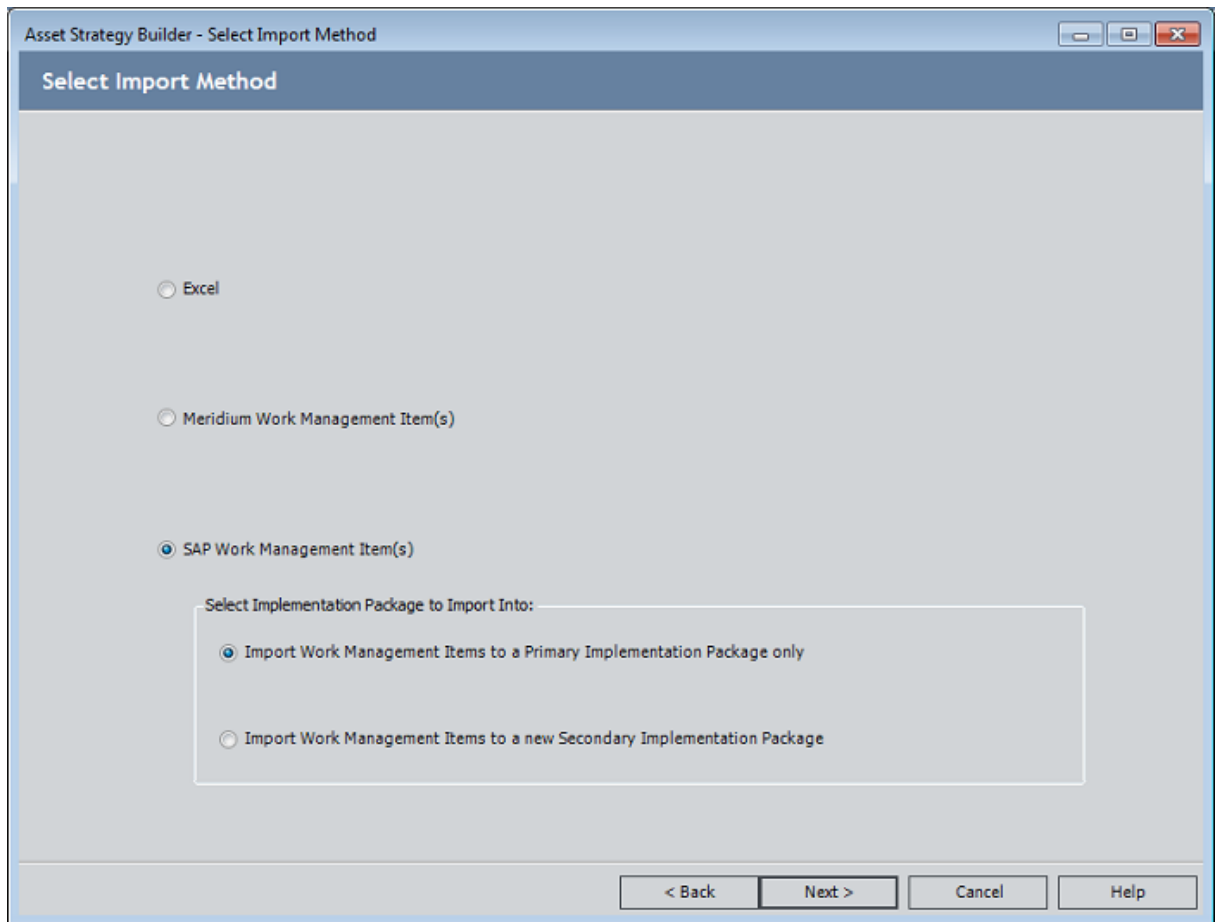 Asset Strategy Builder - Select Import Method
Select Import Method
Excel
Meridium Work Management Item(s)
SAP Work Management Item(s)
Select Implementation Package to Import Into:
Import Work Management Items to a Primary Implementation Package only
Import Work Management Items to a new Secondary Implementation Package
< Back
Next >
Cancel
Help